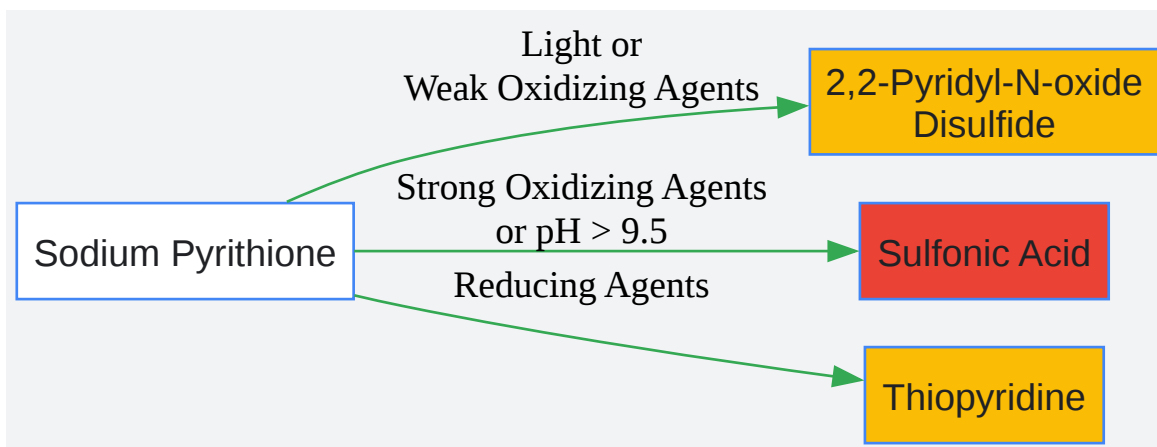 Light or
Weak Oxidizing Agents
2,2-Pyridyl-N-oxide
Disulfide
Strong Oxidizing Agents
or pH > 9.5
Sodium Pyrithione
Sulfonic Acid
Reducing Agents
Thiopyridine